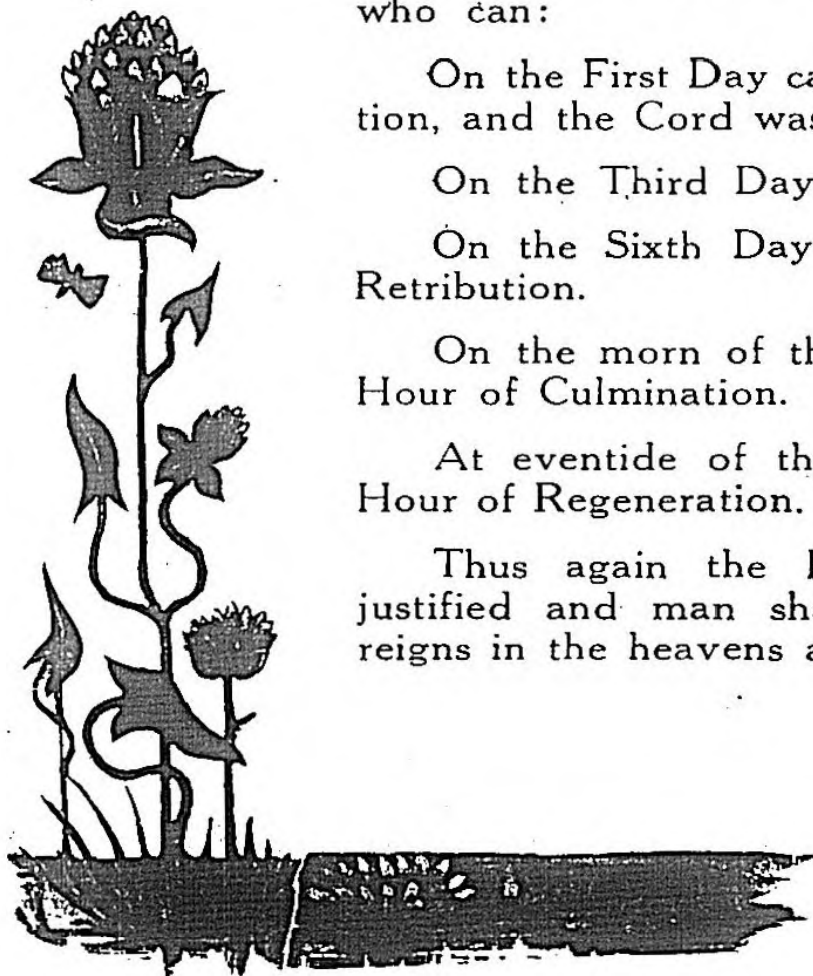 who can:
On the First Day ca
tion, and the Cord was
On the Third Day
On the Sixth Day
Retribution.
On the morn of th
Hour of Culmination.
At eventide of th
Hour of Regeneration.
Thus again the
justified and man sha
reigns in the heavens a